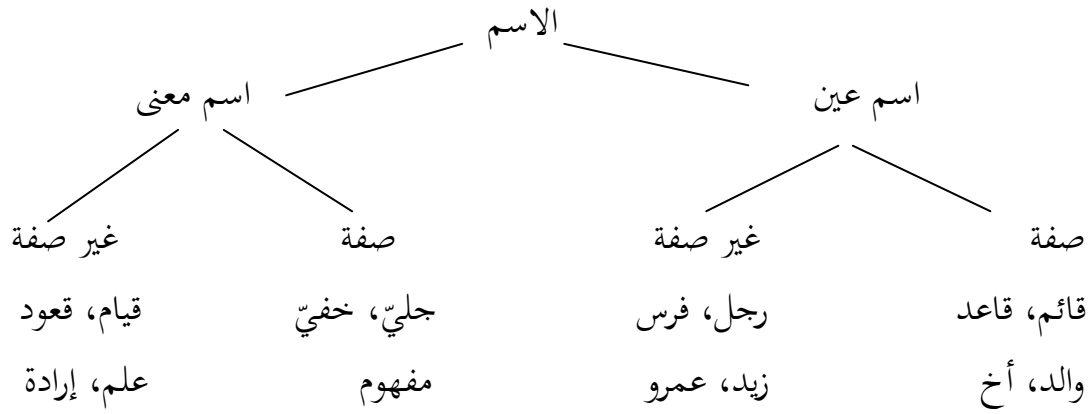 الاسم
اسم عين اسم معنى
صفة غير صفة صفة غير صفة
قائم، قاعد رجل، فرس جليّ، خفيّ قيام، قعود
والد، أخ زيد، عمرو مفهوم علم، إرادة